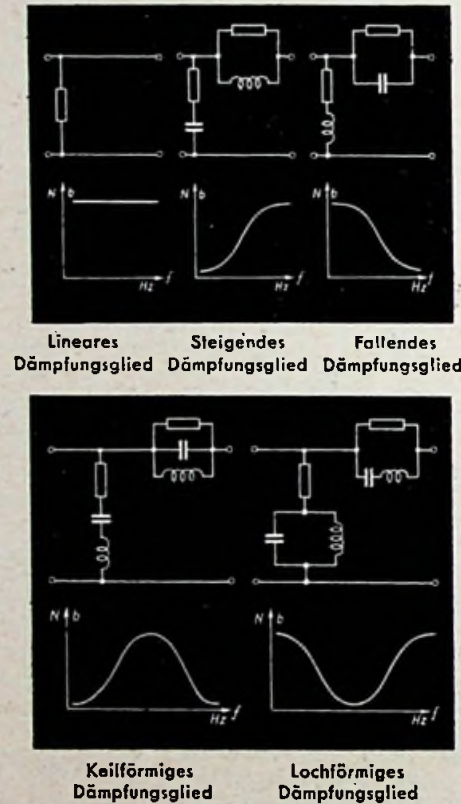 N b
Hz f
N b
Hz f
N b
Hz f
Lineares
Dämpfungsglied
Steigendes
Dämpfungsglied
Fallendes
Dämpfungsglied
N b
Hz f
N b
Hz f
Keilförmiges
Dämpfungsglied
Lochförmiges
Dämpfungsglied